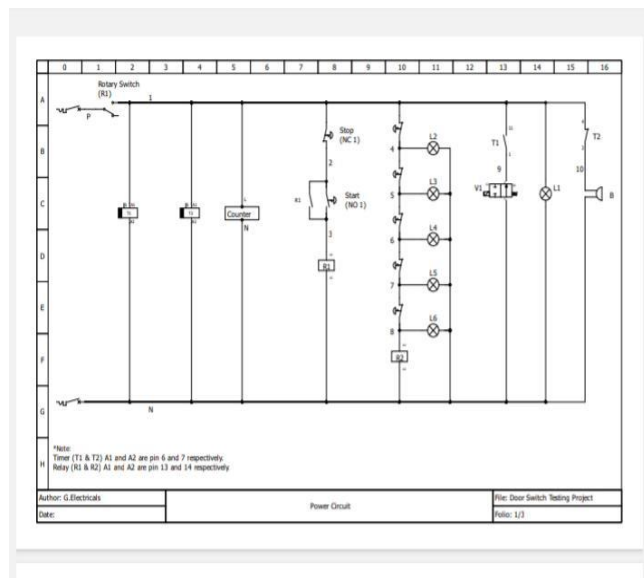 0 1 2 3 4 5 6 7 8 9 10 11 12 13 14 15 16
A
B
C
D
E
F
G
H
Rotary Switch
(R1)
P
1
Stop
(NC 1)
2
R1
Start
(NO 1)
3
R1
Counter
N
4
L2
5
L3
6
L4
7
L5
8
L6
R2
T1
9
V1
L1
T2
10
B
N
*Note:
Timer (T1 & T2) A1 and A2 are pin 6 and 7 respectively.
Relay (R1 & R2) A1 and A2 are pin 13 and 14 respectively
Author: G.Electricals
Date:
Power Circuit
File: Door Switch Testing Project
Folio: 1/3